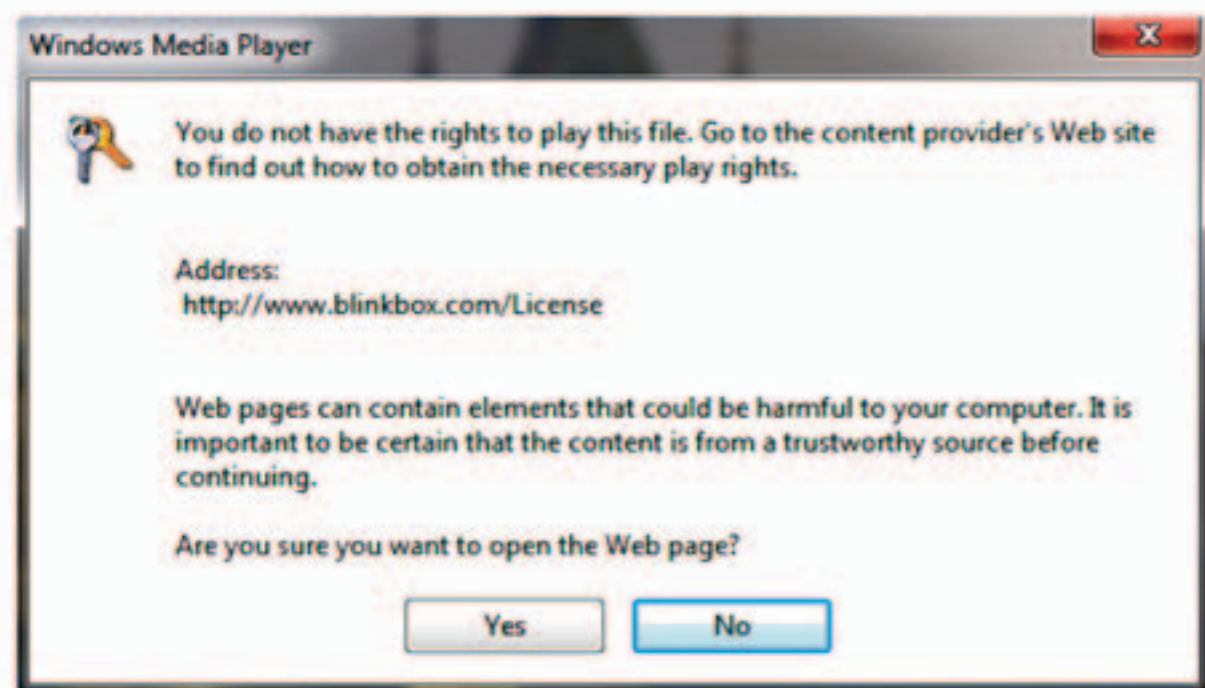 Windows Media Player
You do not have the rights to play this file. Go to the content provider's Web site
to find out how to obtain the necessary play rights.
Address:
http://www.blinkbox.com/License
Web pages can contain elements that could be harmful to your computer. It is
important to be certain that the content is from a trustworthy source before
continuing.
Are you sure you want to open the Web page?
Yes No